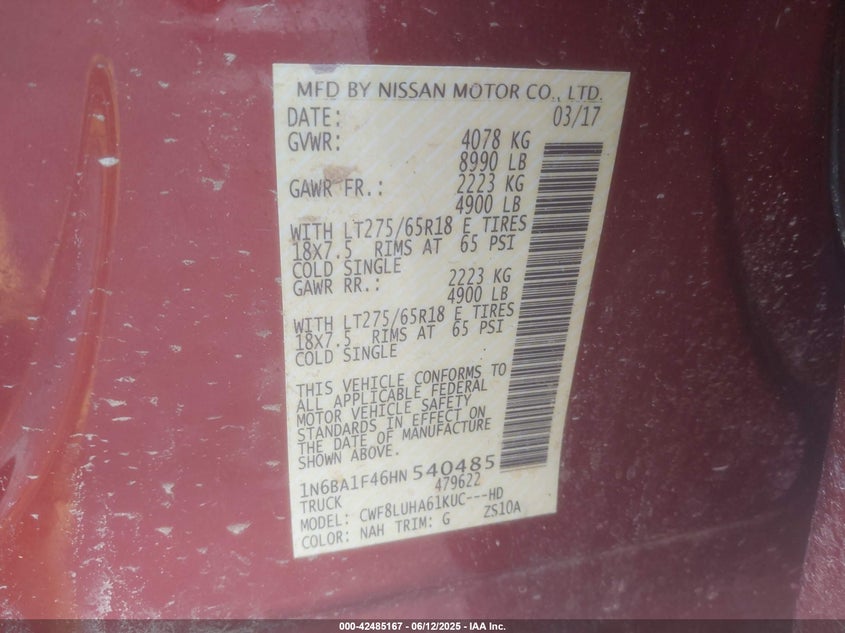 MFD BY NISSAN MOTOR CO., LTD.
DATE: 03/17
GVWR: 4078 KG
8990 LB
GAWR FR.: 2223 KG
4900 LB
WITH LT275/65R18 E TIRES
18X7.5 RIMS AT 65 PSI
COLD SINGLE
GAWR RR.: 2223 KG
4900 LB
WITH LT275/65R18 E TIRES
18X7.5 RIMS AT 65 PSI
COLD SINGLE
THIS VEHICLE CONFORMS TO
ALL APPLICABLE FEDERAL
MOTOR VEHICLE SAFETY
STANDARDS IN EFFECT ON
THE DATE OF MANUFACTURE
SHOWN ABOVE.
1N6BA1F46HN540485
TRUCK 479622
MODEL: CWF8LUHA61KUC---HD
COLOR: NAH TRIM: G ZS10A
000-42485167 - 06/12/2025 - IAA Inc.